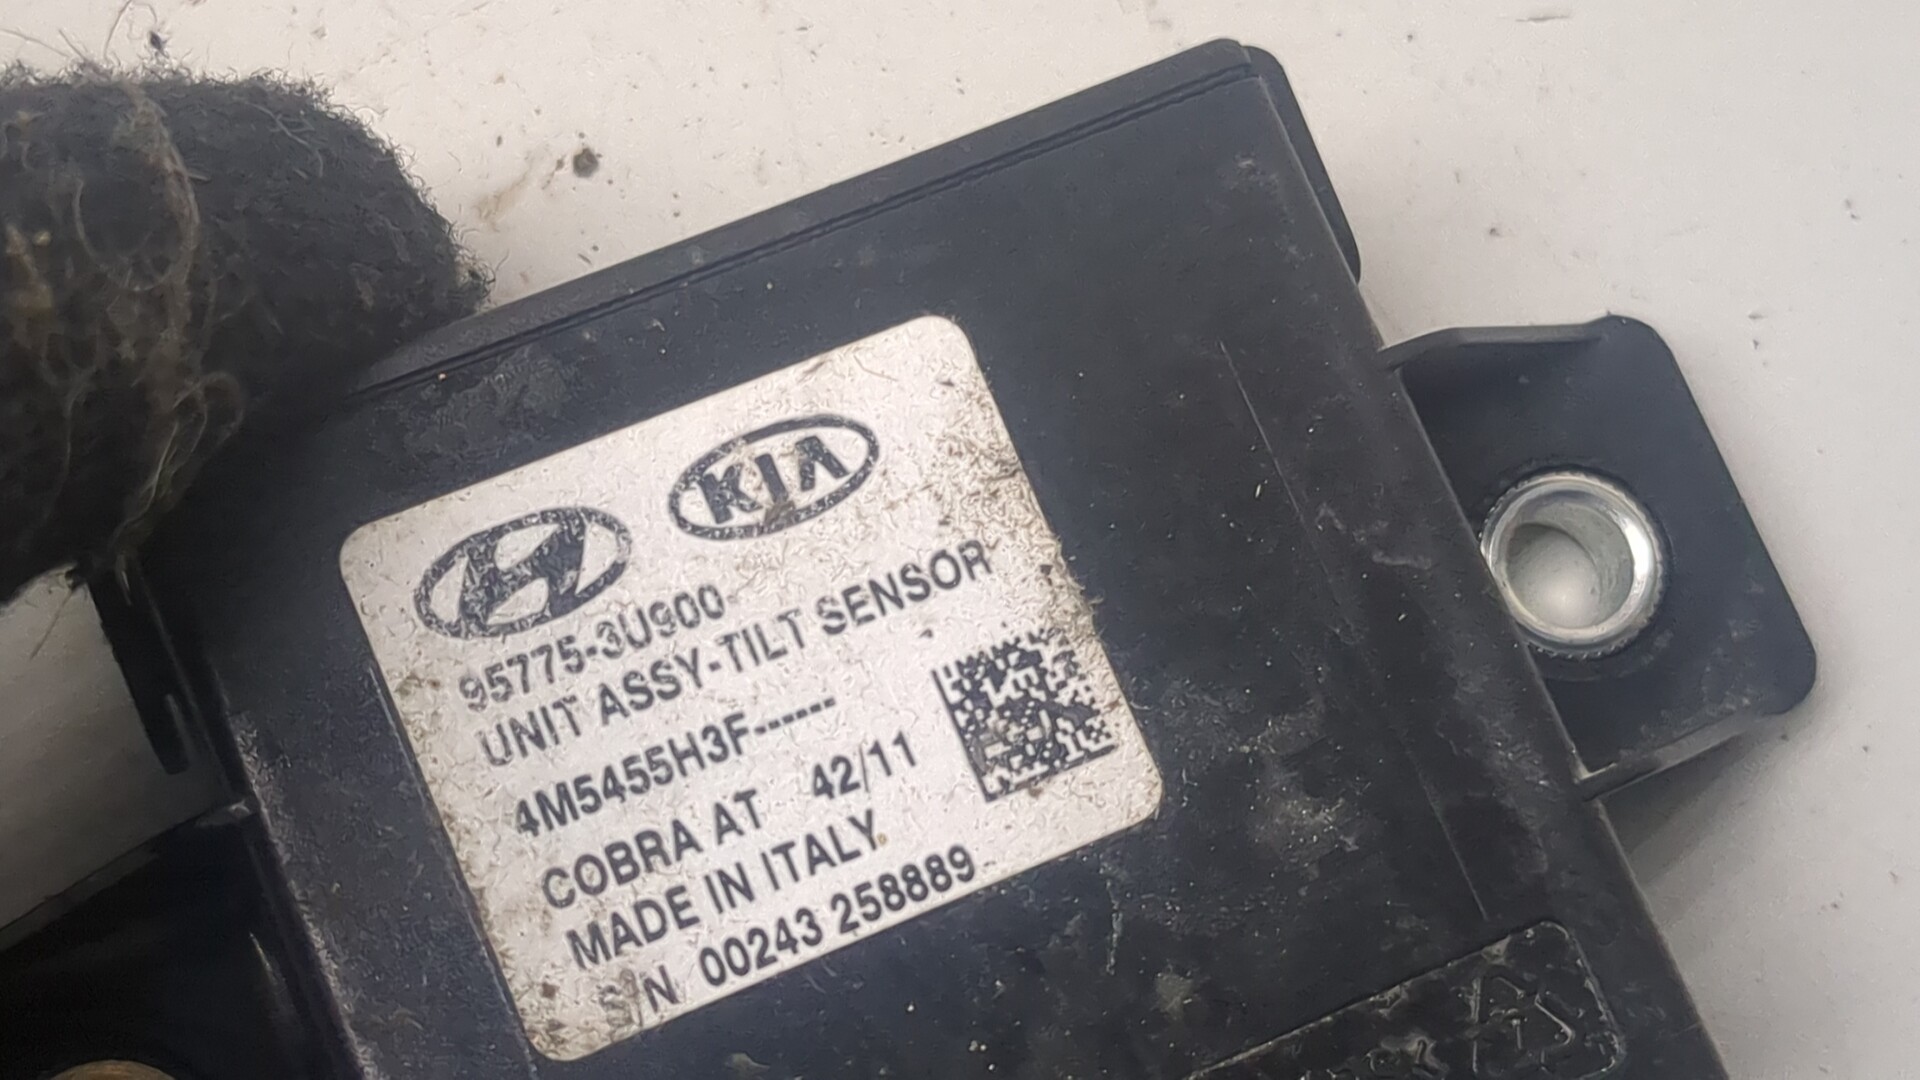 KIA
95775-3U900
UNIT ASSY-TILT SENSOR
4M5455H3F------
COBRA AT 42/11
MADE IN ITALY
S/N 00243 258889